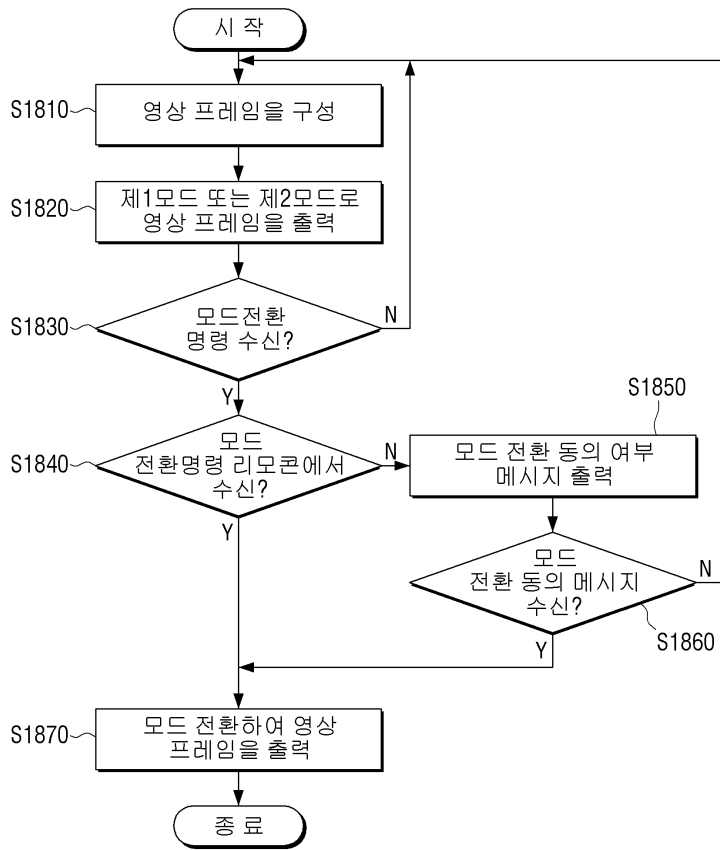 시 작
S1810
영상 프레임을 구성
S1820
제1모드 또는 제2모드로
영상 프레임을 출력
S1830
모드전환
명령 수신?
N
Y
S1840
모드
전환명령 리모콘에서
수신?
N
Y
S1850
모드 전환 동의 여부
메시지 출력
모드
전환 동의 메시지
수신?
N
S1860
Y
S1870
모드 전환하여 영상
프레임을 출력
종 료